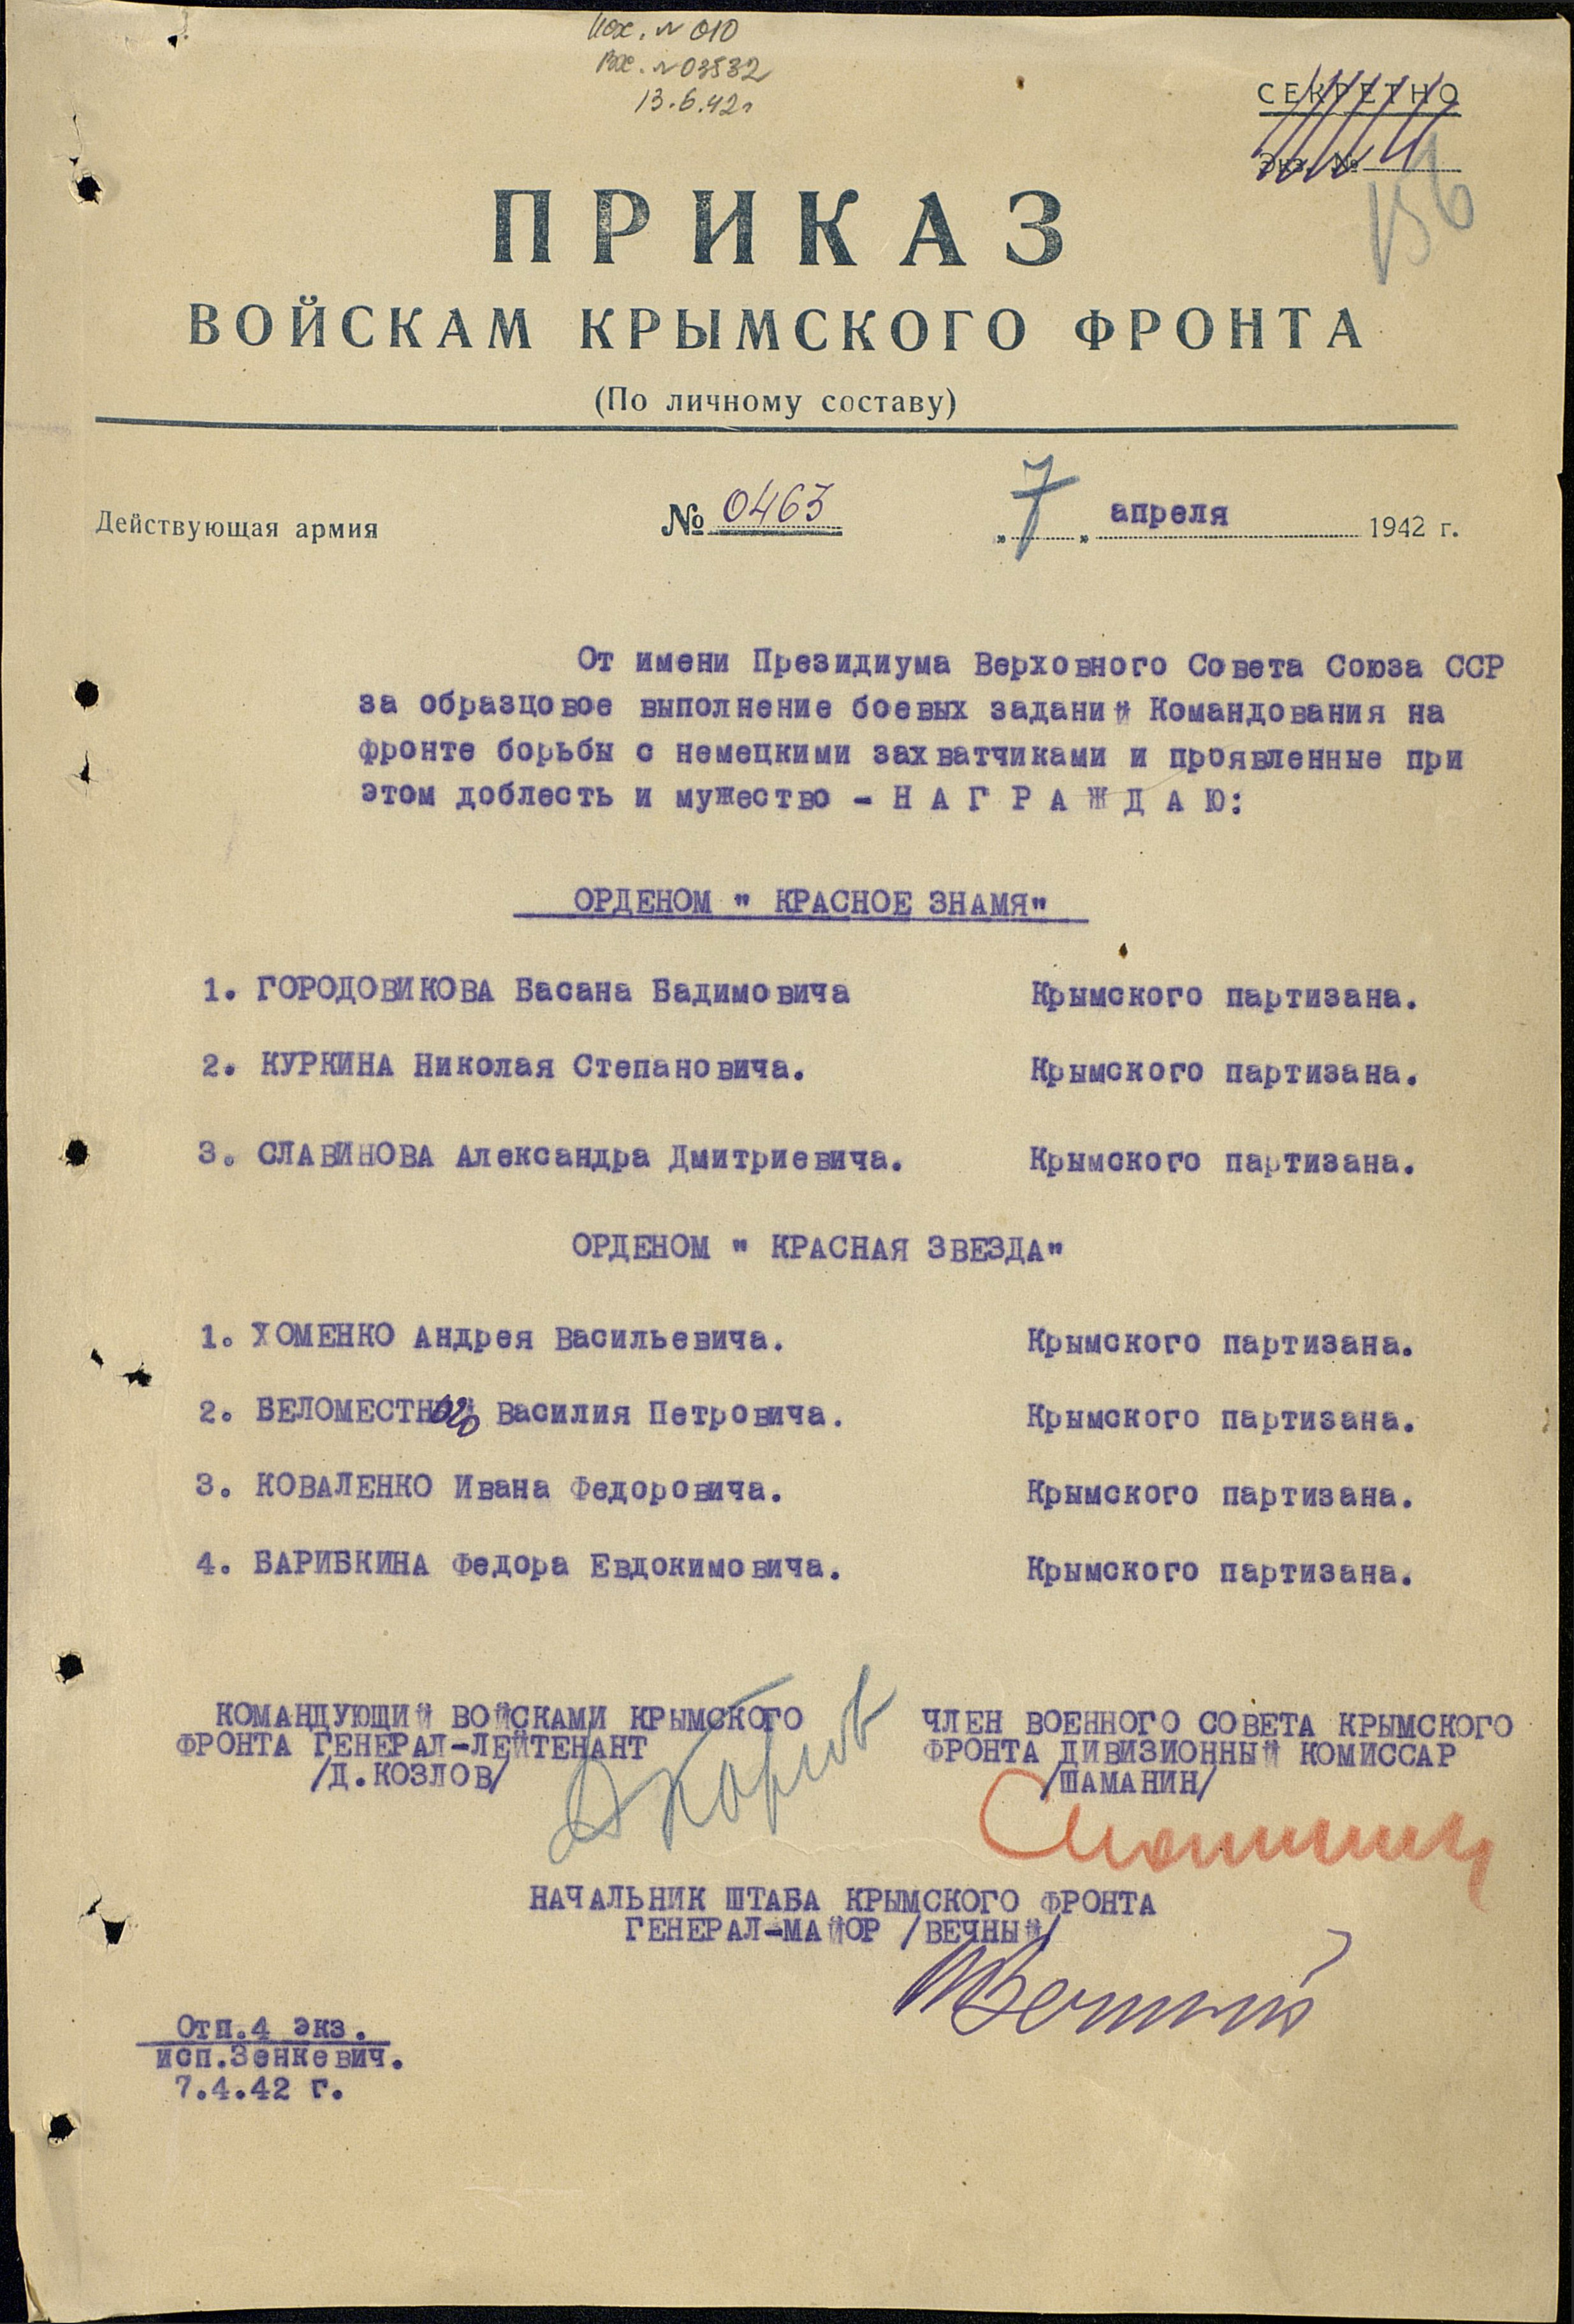 Исх. № 010
Вх. № 03532
13.6.42г
СЕКРЕТНО
Экз. №
156
ПРИКАЗ
ВОЙСКАМ КРЫМСКОГО ФРОНТА
(По личному составу)
Действующая армия № 0463 „7" апреля 1942 г.
От имени Президиума Верховного Совета Союза ССР
за образцовое выполнение боевых заданий Командования на
фронте борьбы с немецкими захватчиками и проявленные при
этом доблесть и мужество - Н А Г Р А Ж Д А Ю:
ОРДЕНОМ " КРАСНОЕ ЗНАМЯ"
1. ГОРОДОВИКОВА Басана Бадимовича Крымского партизана.
2. КУРКИНА Николая Степановича. Крымского партизана.
3. СЛАВИНОВА Александра Дмитриевича. Крымского партизана.
ОРДЕНОМ " КРАСНАЯ ЗВЕЗДА"
1. ХОМЕНКО Андрея Васильевича. Крымского партизана.
2. БЕЛОМЕСТНОГО Василия Петровича. Крымского партизана.
3. КОВАЛЕНКО Ивана Федоровича. Крымского партизана.
4. БАРИБКИНА Федора Евдокимовича. Крымского партизана.
КОМАНДУЮЩИЙ ВОЙСКАМИ КРЫМСКОГО
ФРОНТА ГЕНЕРАЛ-ЛЕЙТЕНАНТ
/Д.КОЗЛОВ/
ЧЛЕН ВОЕННОГО СОВЕТА КРЫМСКОГО
ФРОНТА ДИВИЗИОННЫЙ КОМИССАР
/ШАМАНИН/
НАЧАЛЬНИК ШТАБА КРЫМСКОГО ФРОНТА
ГЕНЕРАЛ-МАЙОР /ВЕЧНЫЙ/
Отп.4 экз.
исп.Зенкевич.
7.4.42 г.